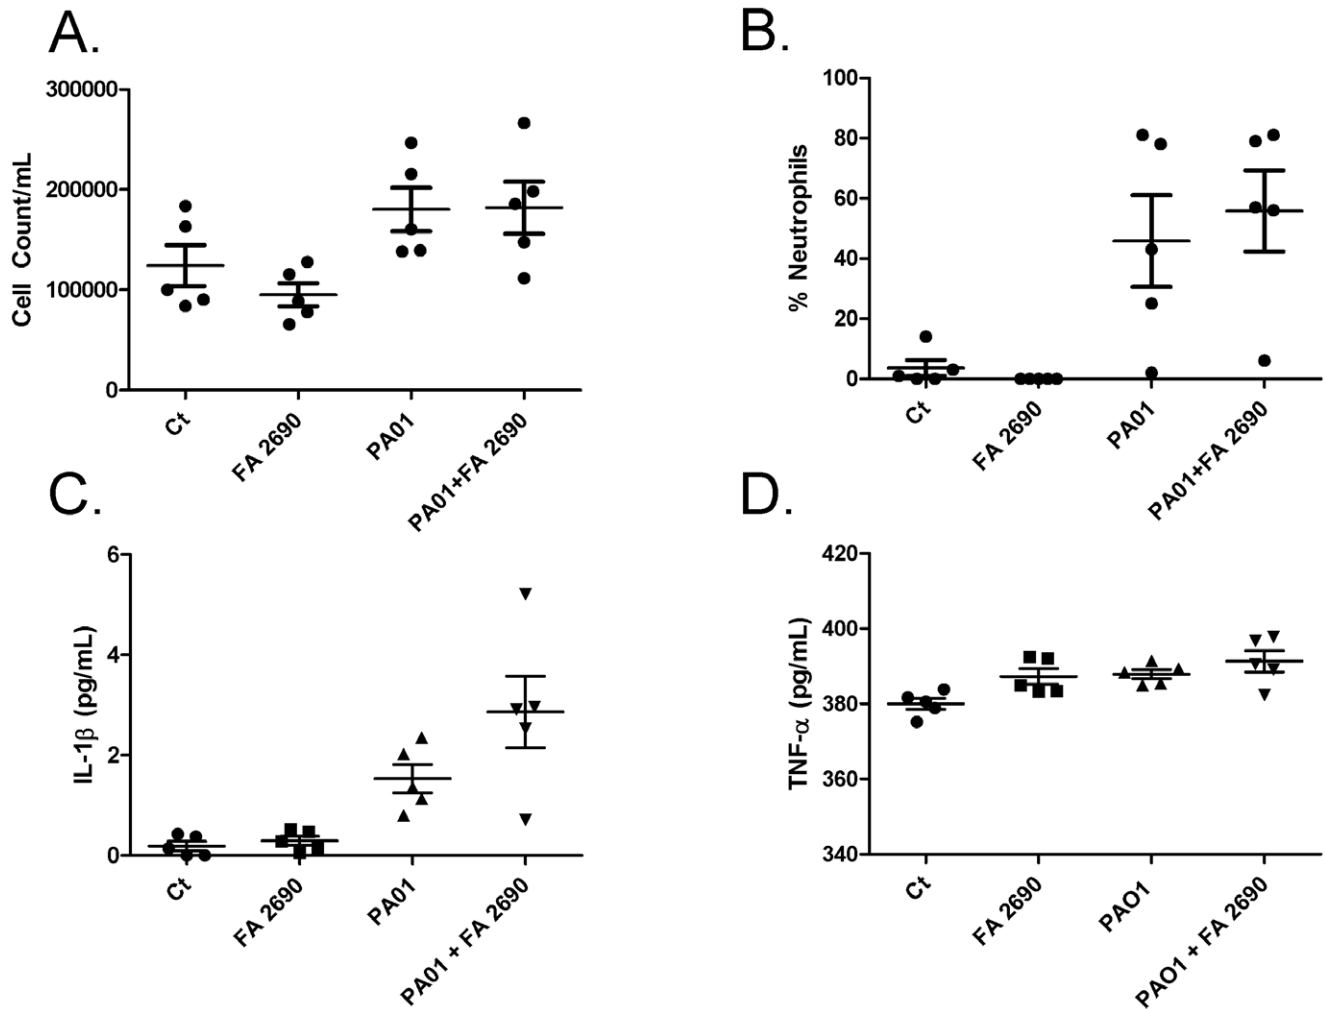 A.
Cell Count/mL
300000
200000
100000
0
Ct
FA 2690
PA01
PA01+FA 2690
B.
% Neutrophils
100
80
60
40
20
0
Ct
FA 2690
PA01
PA01+FA 2690
C.
IL-1β (pg/mL)
6
4
2
0
Ct
FA 2690
PA01
PA01 + FA 2690
D.
TNF-α (pg/mL)
420
400
380
360
340
Ct
FA 2690
PAO1
PAO1 + FA 2690